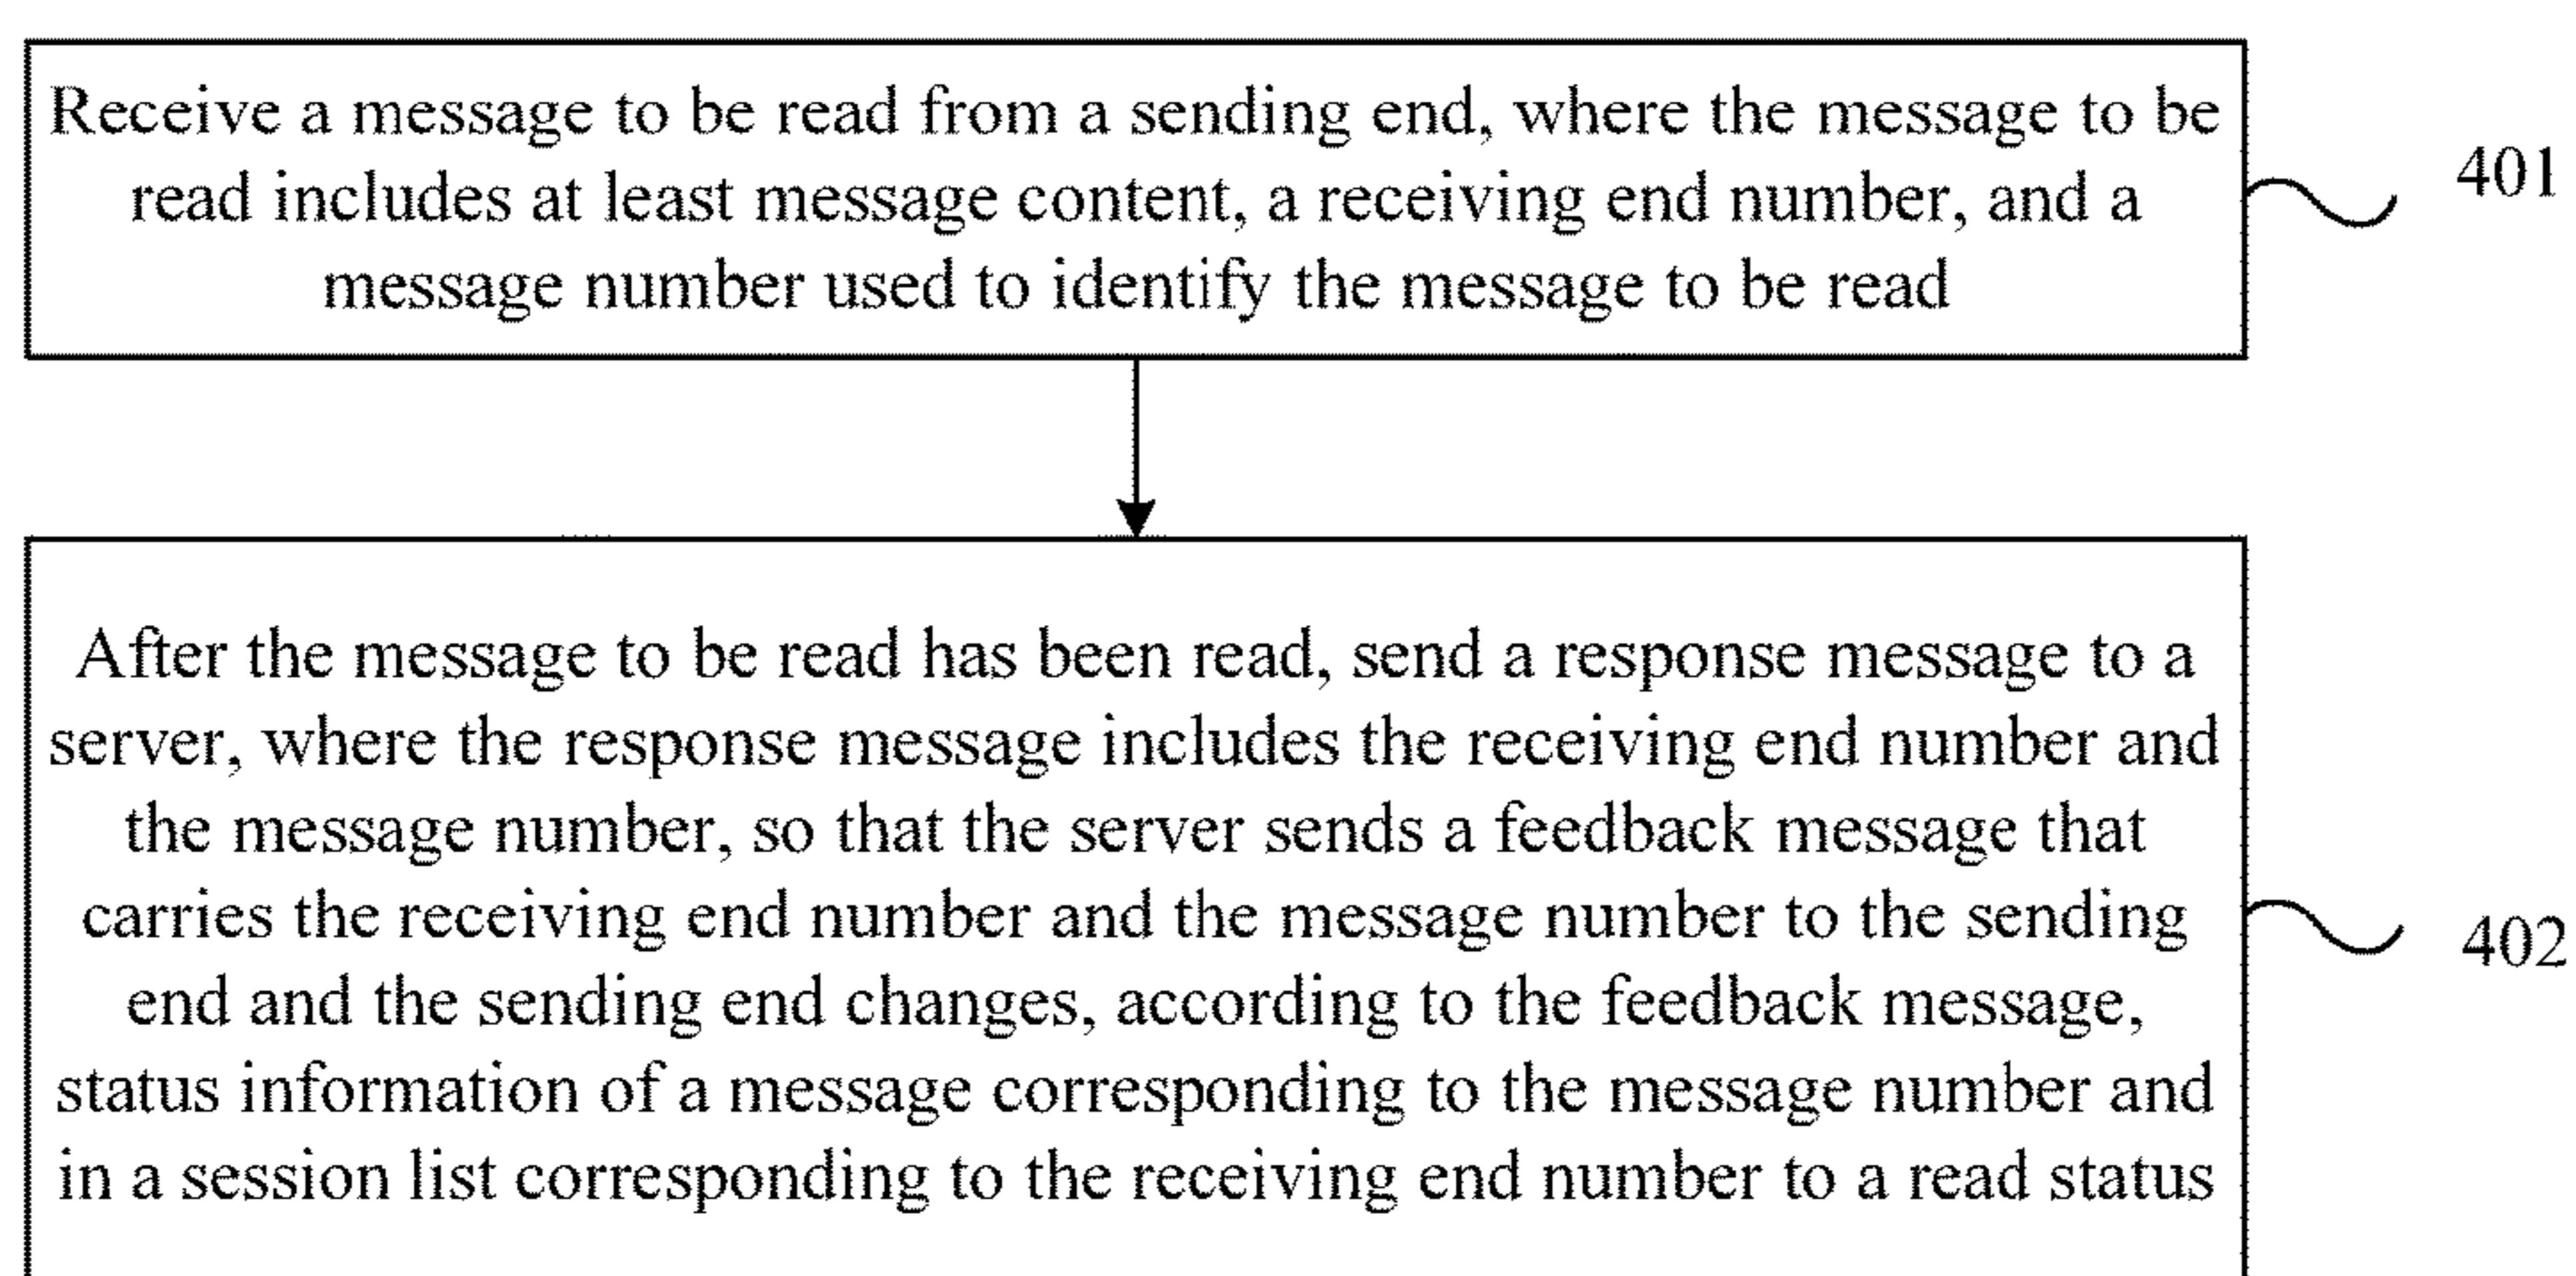 Receive a message to be read from a sending end, where the message to be
read includes at least message content, a receiving end number, and a
message number used to identify the message to be read
401
After the message to be read has been read, send a response message to a
server, where the response message includes the receiving end number and
the message number, so that the server sends a feedback message that
carries the receiving end number and the message number to the sending
end and the sending end changes, according to the feedback message,
status information of a message corresponding to the message number and
in a session list corresponding to the receiving end number to a read status
402